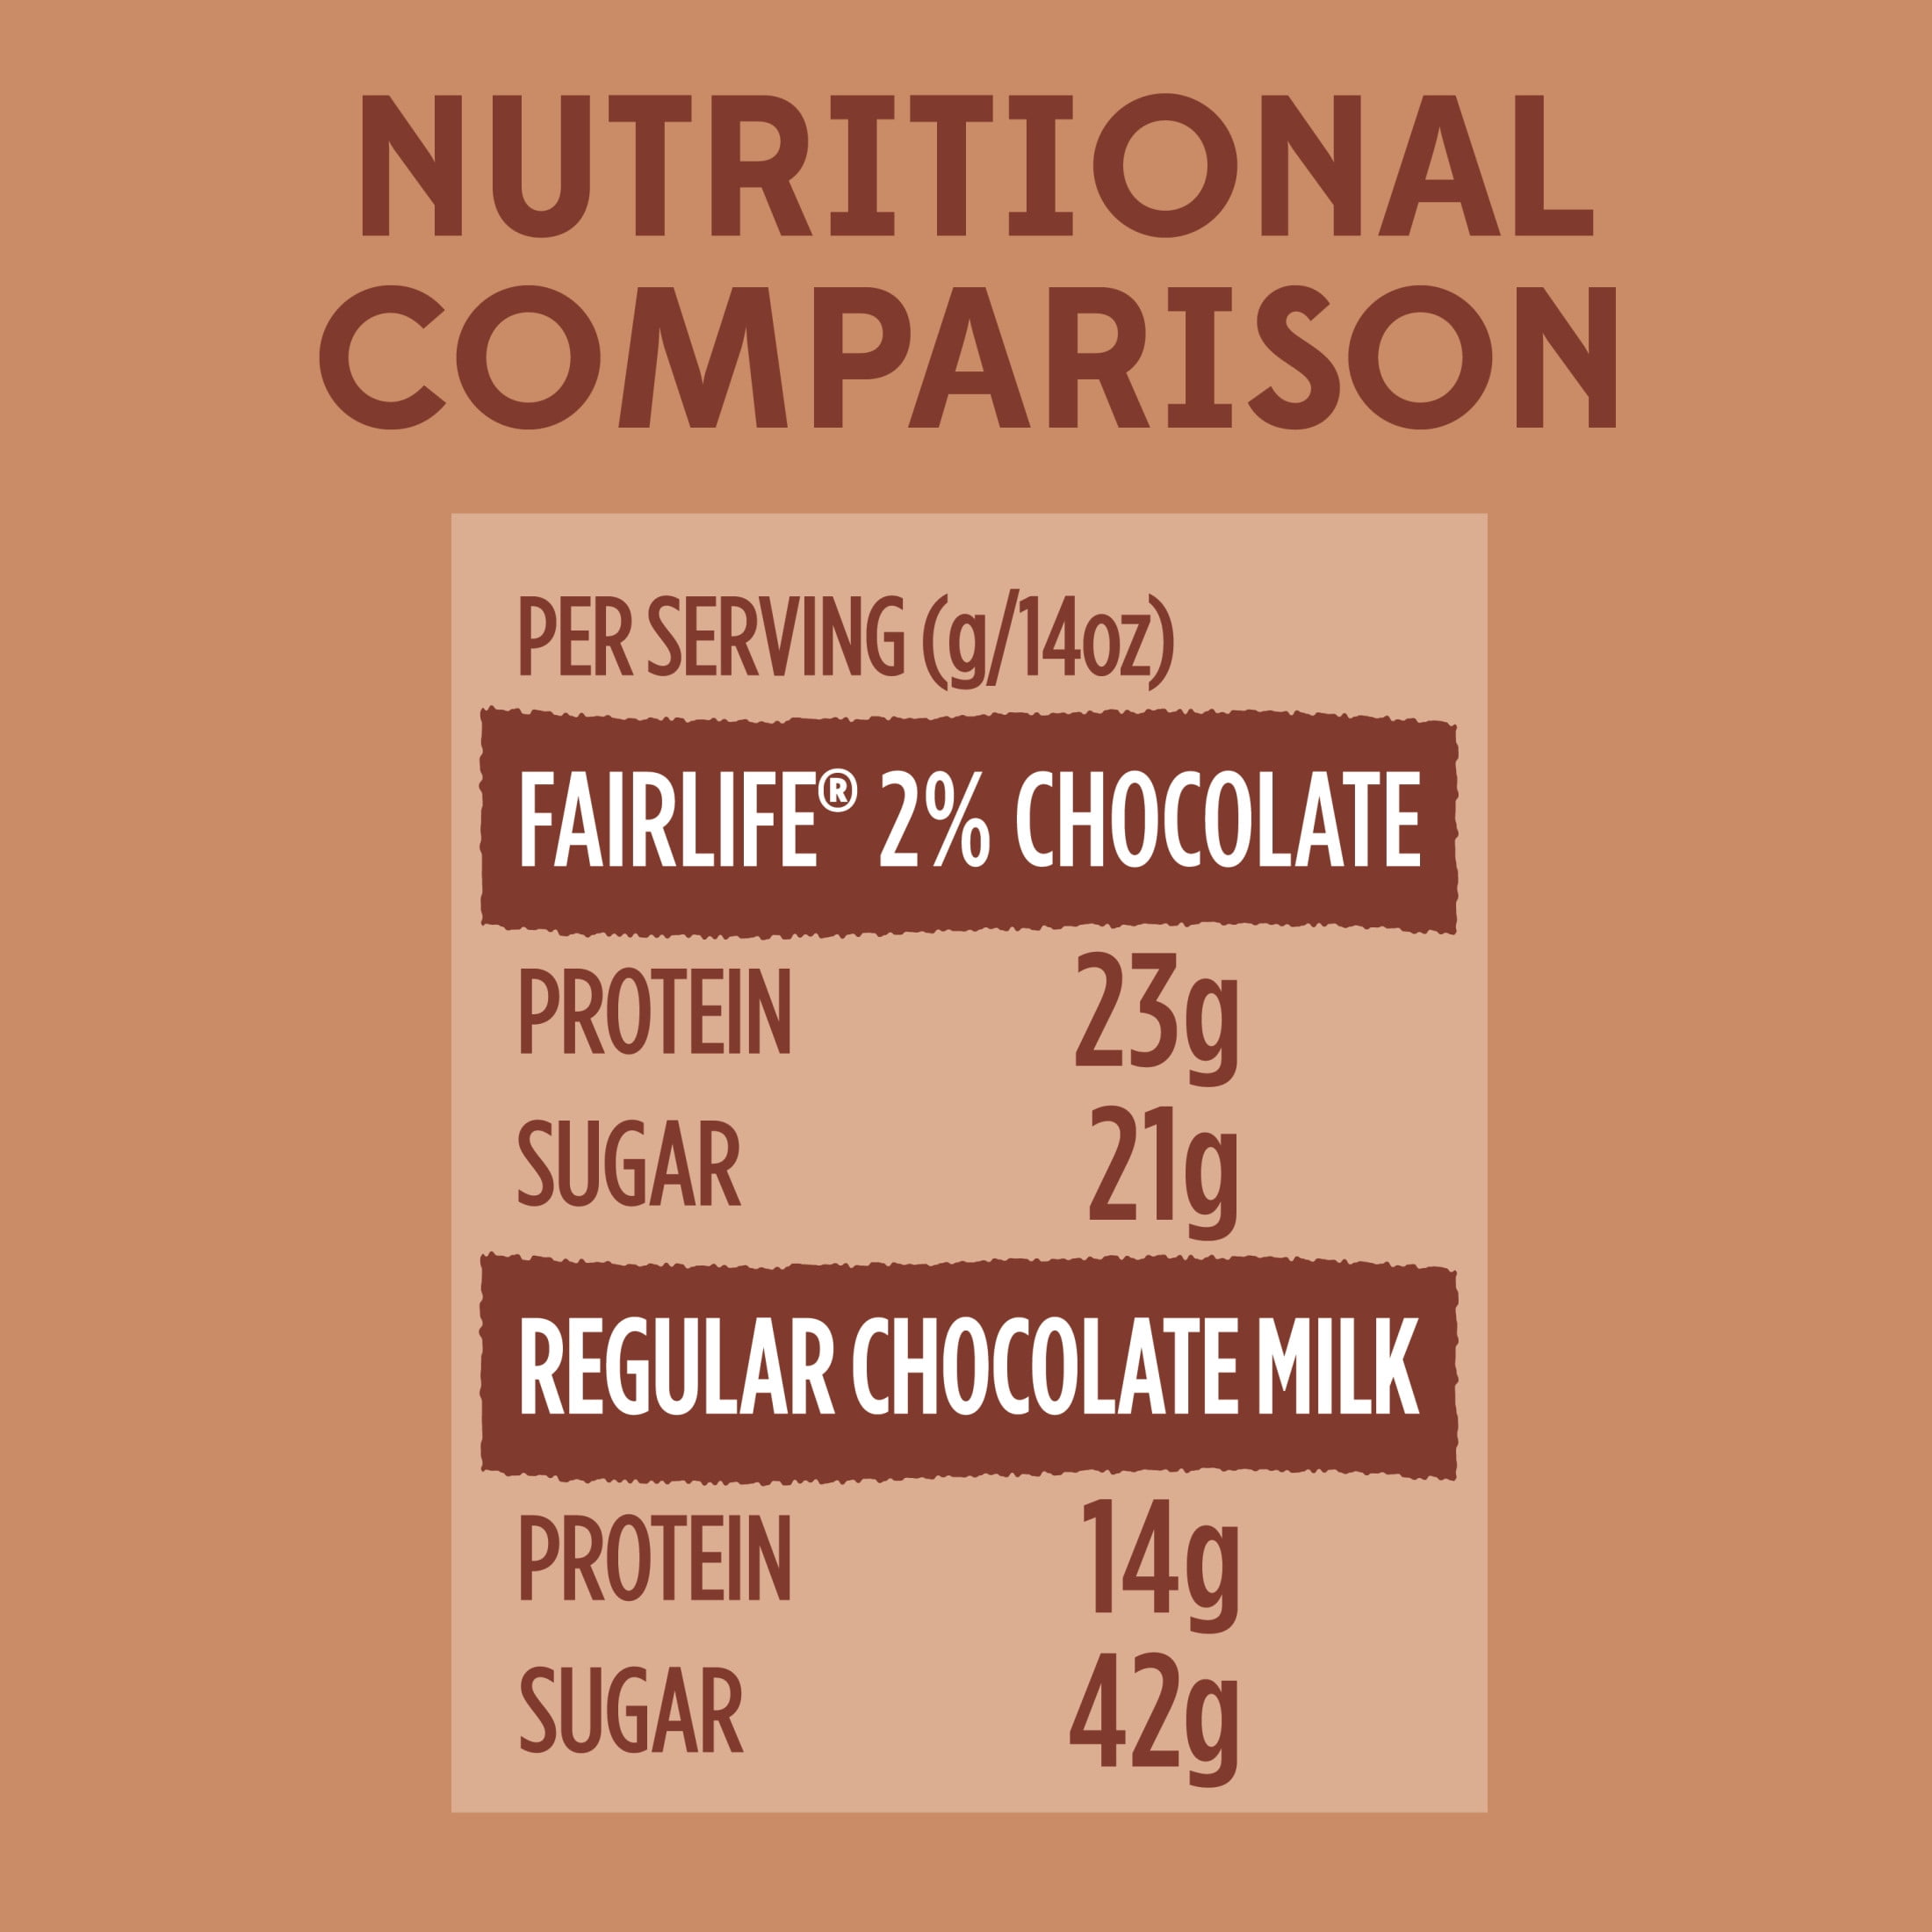 NUTRITIONAL
COMPARISON
PER SERVING (g/14oz)
FAIRLIFE® 2% CHOCOLATE
PROTEIN 23g
SUGAR 21g
REGULAR CHOCOLATE MILK
PROTEIN 14g
SUGAR 42g